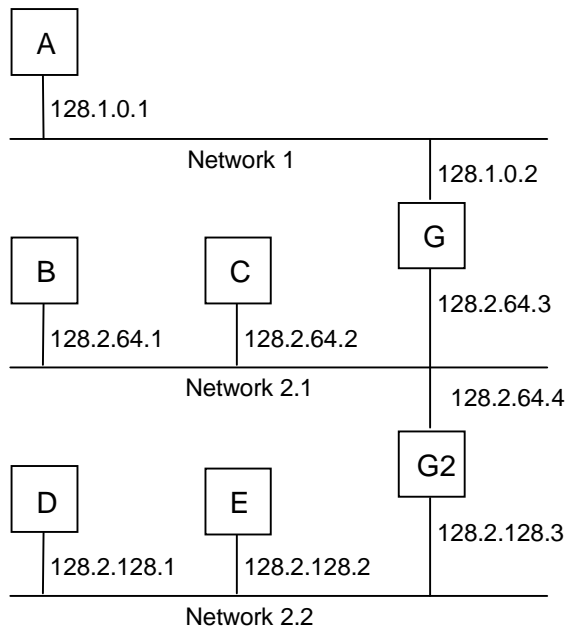 A
128.1.0.1
Network 1
128.1.0.2
G
B
C
128.2.64.3
128.2.64.1
128.2.64.2
Network 2.1
128.2.64.4
G2
D
E
128.2.128.3
128.2.128.1
128.2.128.2
Network 2.2